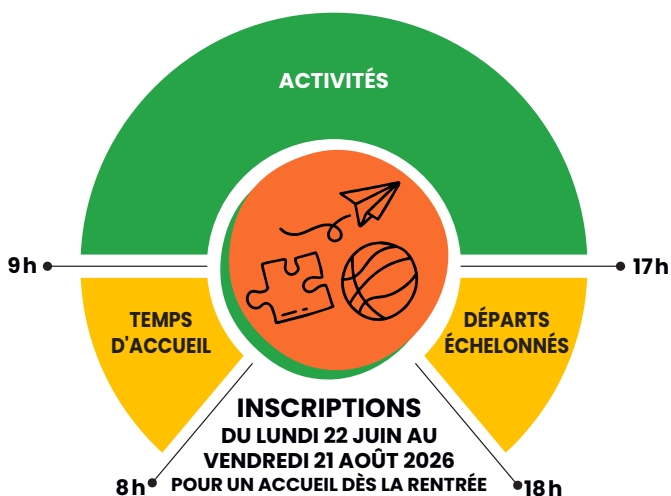 ACTIVITÉS
9h
17h
TEMPS
D'ACCUEIL
DÉPARTS
ÉCHELONNÉS
INSCRIPTIONS
DU LUNDI 22 JUIN AU
VENDREDI 21 AOÛT 2026
POUR UN ACCUEIL DÈS LA RENTRÉE
8h
18h